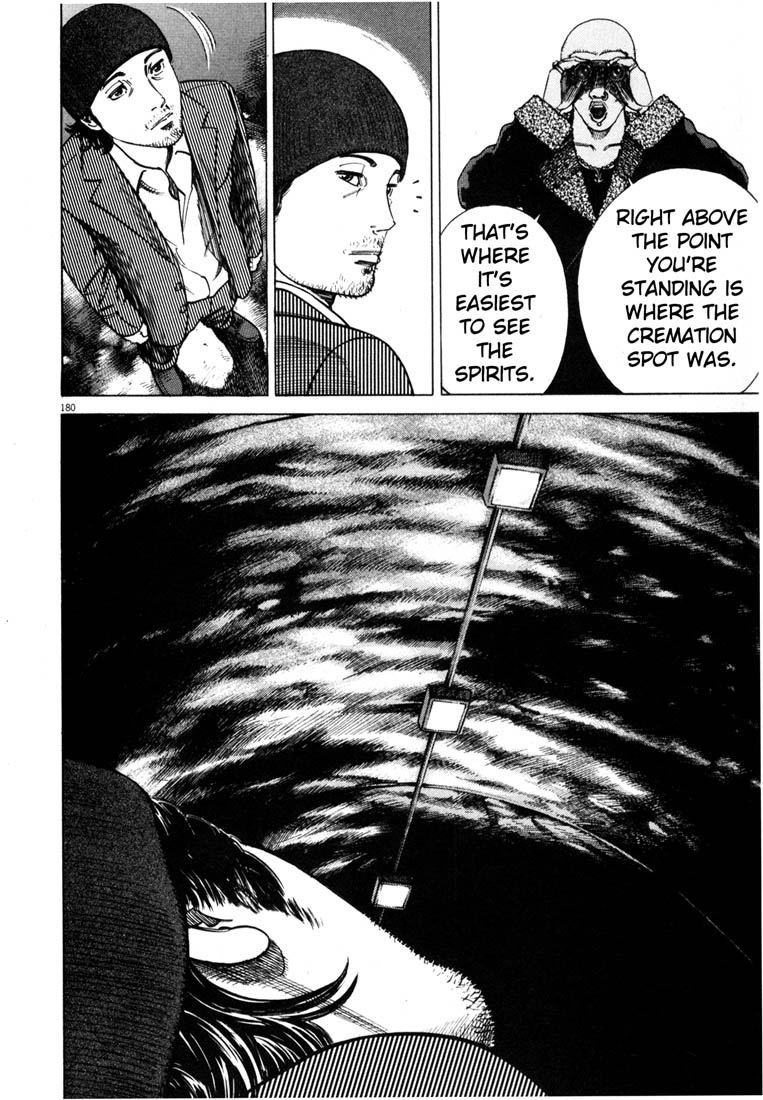 RIGHT ABOVE
THE POINT
YOU'RE
STANDING IS
WHERE THE
CREMATION
SPOT WAS.
THAT'S
WHERE
IT'S
EASIEST
TO SEE
THE
SPIRITS.
180